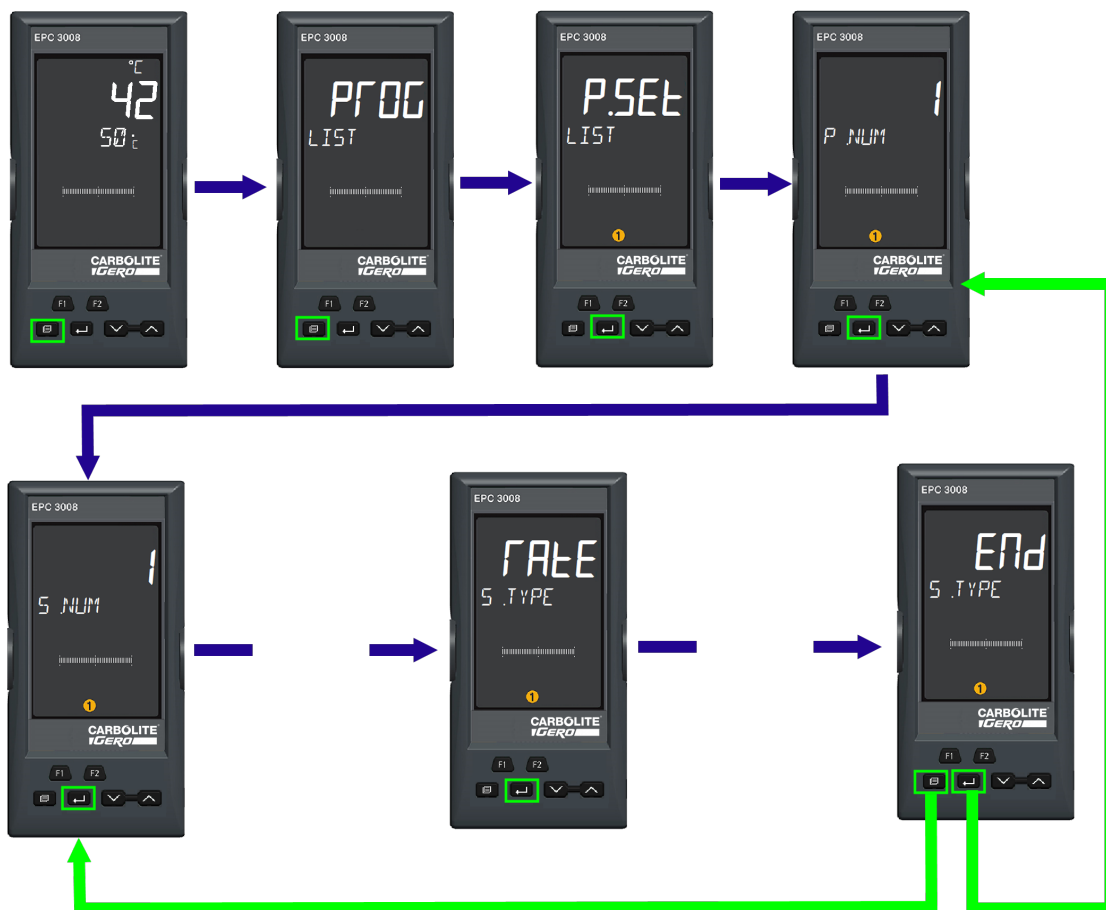 EPC 3008
°C
42
50°C
CARBOLITE
GERO
F1 F2
EPC 3008
PrOG
LIST
CARBOLITE
GERO
F1 F2
EPC 3008
P.SEt
LIST
1
CARBOLITE
GERO
F1 F2
EPC 3008
1
P.NUM
1
CARBOLITE
GERO
F1 F2
EPC 3008
1
S.NUM
1
CARBOLITE
GERO
F1 F2
EPC 3008
rAtE
S.TYPE
1
CARBOLITE
GERO
F1 F2
EPC 3008
End
S.TYPE
1
CARBOLITE
GERO
F1 F2